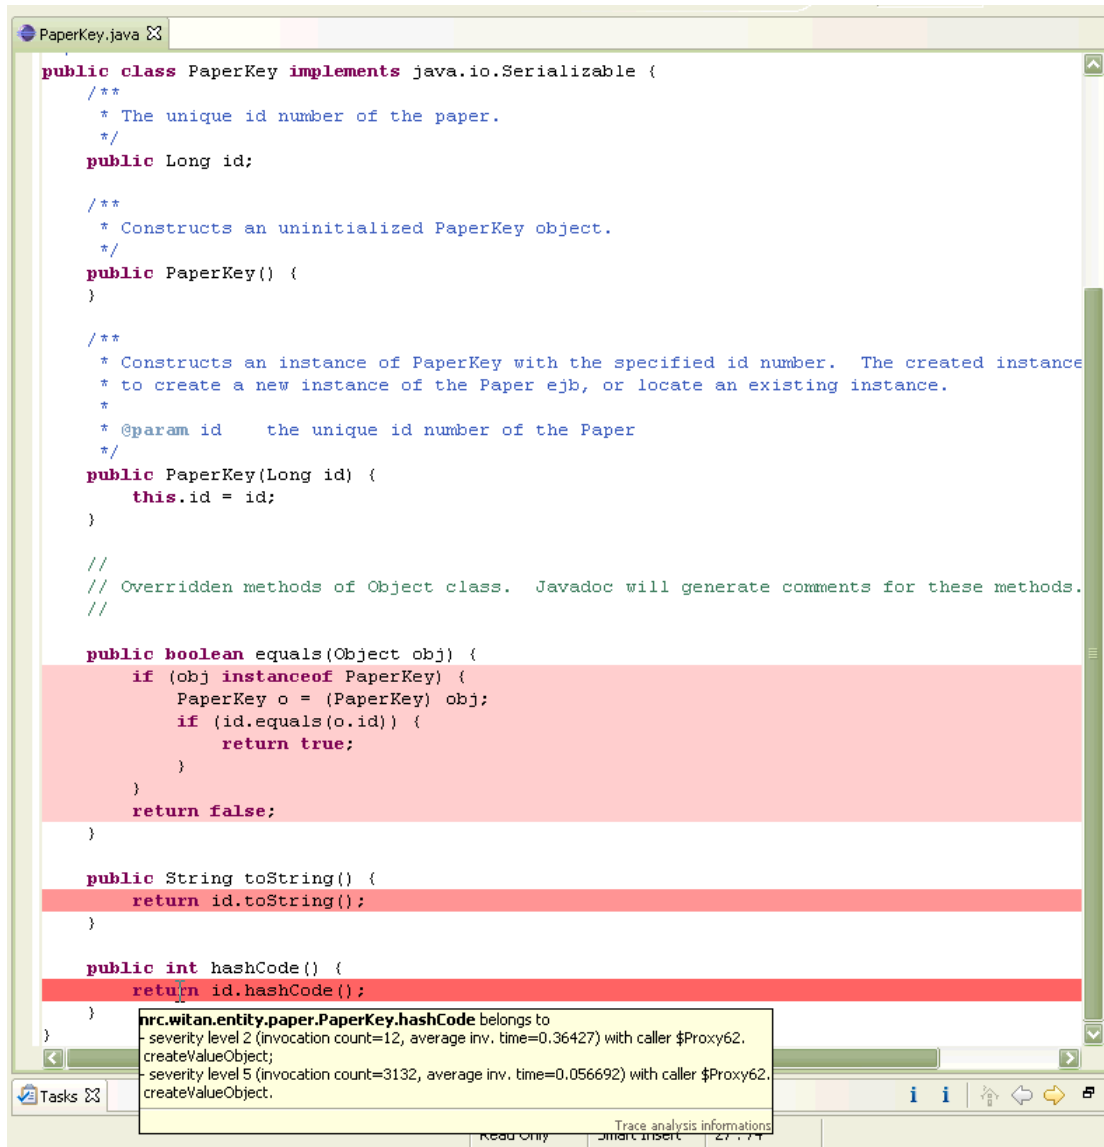 PaperKey.java
public class PaperKey implements java.io.Serializable {
/**
* The unique id number of the paper.
*/
public Long id;
/**
* Constructs an uninitialized PaperKey object.
*/
public PaperKey() {
}
/**
* Constructs an instance of PaperKey with the specified id number.  The created instance
* to create a new instance of the Paper ejb, or locate an existing instance.
*
* @param id    the unique id number of the Paper
*/
public PaperKey(Long id) {
this.id = id;
}
//
// Overridden methods of Object class.  Javadoc will generate comments for these methods.
//
public boolean equals(Object obj) {
if (obj instanceof PaperKey) {
PaperKey o = (PaperKey) obj;
if (id.equals(o.id)) {
return true;
}
}
return false;
}
public String toString() {
return id.toString();
}
public int hashCode() {
return id.hashCode();
}
}
nrc.witan.entity.paper.PaperKey.hashCode belongs to
- severity level 2 (invocation count=12, average inv. time=0.36427) with caller $Proxy62.
createValueObject;
- severity level 5 (invocation count=3132, average inv. time=0.056692) with caller $Proxy62.
createValueObject.
Trace analysis informations
Tasks
Read Only Smart Insert 27 : 74